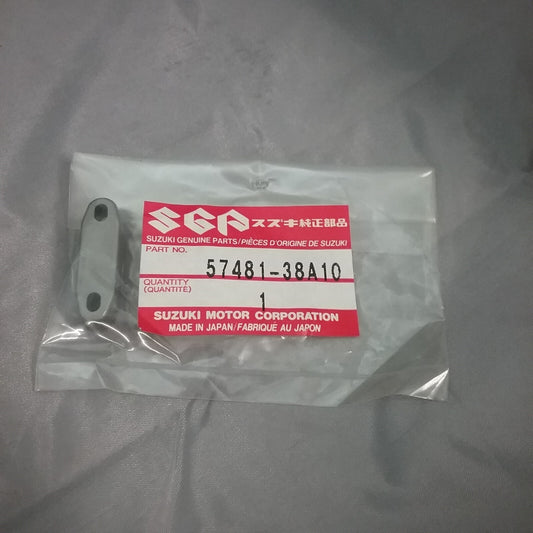 SGP スズキ純正部品
SUZUKI GENUINE PARTS/PIÈCES D'ORIGINE DE SUZUKI
PART NO.
57481-38A10
QUANTITY
(QUANTITÉ)
1
SUZUKI MOTOR CORPORATION
MADE IN JAPAN/FABRIQUÉ AU JAPON